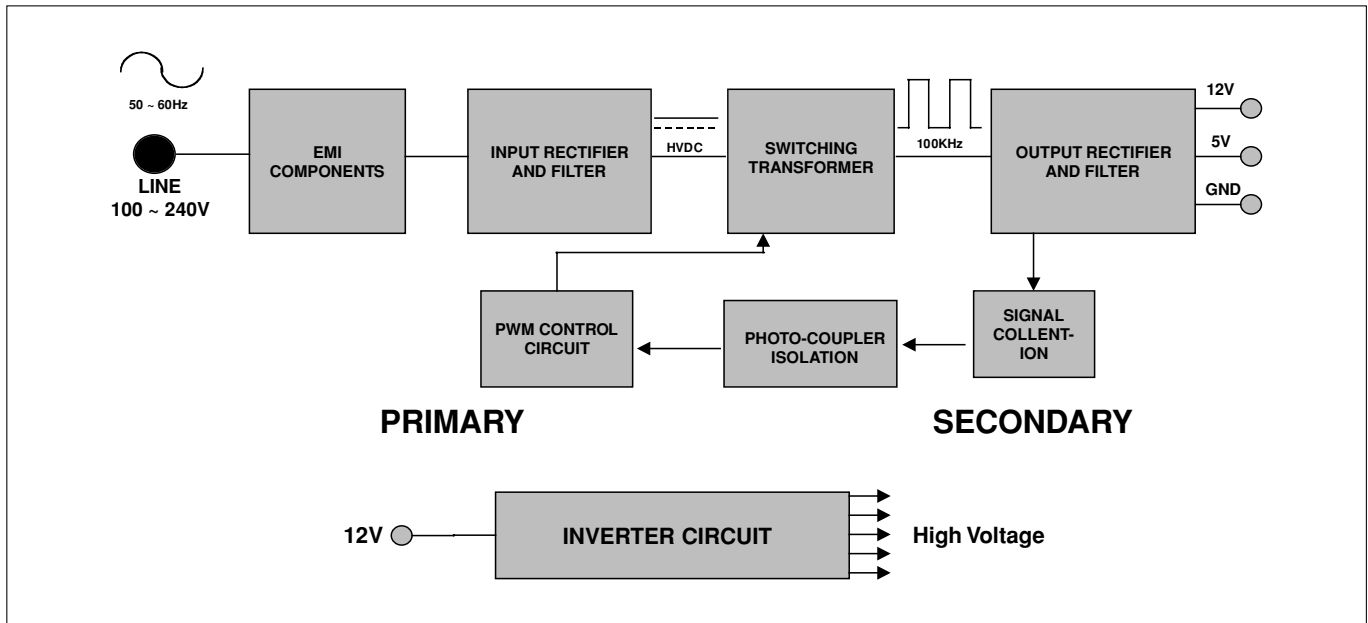 50 ~ 60Hz
LINE
100 ~ 240V
EMI
COMPONENTS
INPUT RECTIFIER
AND FILTER
HVDC
SWITCHING
TRANSFORMER
100KHz
OUTPUT RECTIFIER
AND FILTER
12V
5V
GND
PWM CONTROL
CIRCUIT
PHOTO-COUPLER
ISOLATION
SIGNAL
COLLENT-
ION
PRIMARY
SECONDARY
12V
INVERTER CIRCUIT
High Voltage